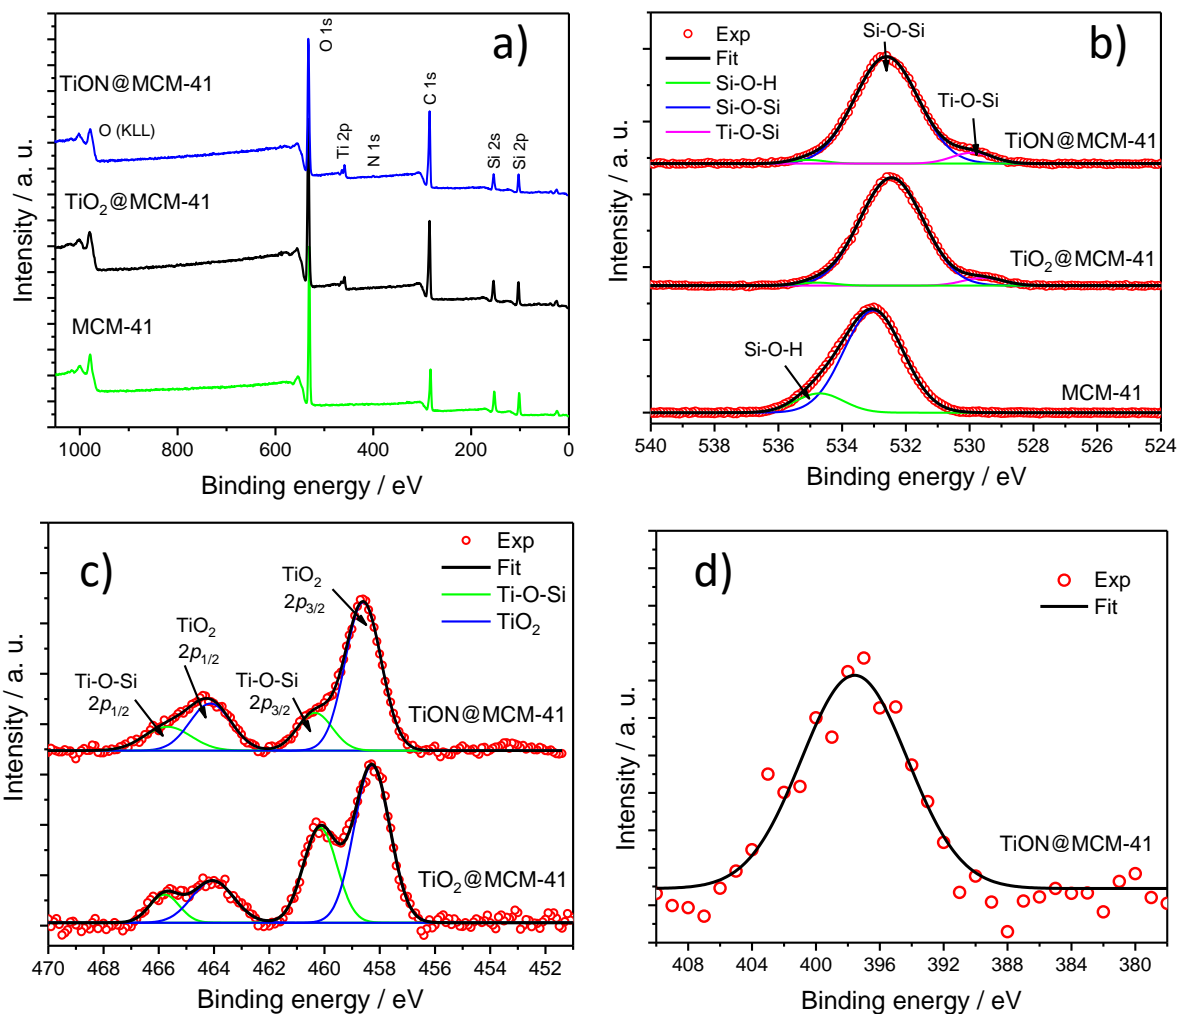 a)
O 1s
C 1s
TiON@MCM-41
O (KLL)
Ti 2p
N 1s
Si 2s
Si 2p
TiO2@MCM-41
MCM-41
Intensity / a. u.
1000 800 600 400 200 0
Binding energy / eV
b)
Exp
Fit
Si-O-H
Si-O-Si
Ti-O-Si
Si-O-Si
Ti-O-Si
TiON@MCM-41
TiO2@MCM-41
Si-O-H
MCM-41
Intensity / a. u.
540 538 536 534 532 530 528 526 524
Binding energy / eV
c)
Exp
Fit
Ti-O-Si
TiO2
TiO2
2p3/2
TiO2
2p1/2
Ti-O-Si
2p1/2
Ti-O-Si
2p3/2
TiON@MCM-41
TiO2@MCM-41
Intensity / a. u.
470 468 466 464 462 460 458 456 454 452
Binding energy / eV
d)
Exp
Fit
TiON@MCM-41
Intensity / a. u.
408 404 400 396 392 388 384 380
Binding energy / eV